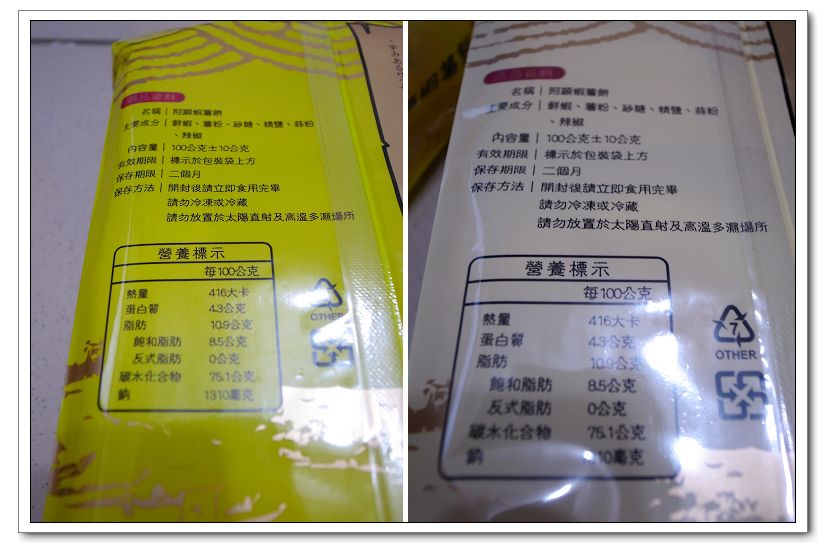 商品資料
名稱｜阿韻蝦薯餅
主要成分｜鮮蝦、薯粉、砂糖、精鹽、蒜粉
、辣椒
內容量｜100公克±10公克
有效期限｜標示於包裝袋上方
保存期限｜二個月
保存方法｜開封後請立即食用完畢
請勿冷凍或冷藏
請勿放置於太陽直射及高溫多濕場所
營養標示
每100公克
熱量 416大卡
蛋白質 4.3公克
脂肪 10.9公克
飽和脂肪 8.5公克
反式脂肪 0公克
碳水化合物 75.1公克
鈉 1310毫克
OTHER
商品資料
名稱｜阿韻蝦薯餅
主要成分｜鮮蝦、薯粉、砂糖、精鹽、蒜粉
、辣椒
內容量｜100公克±10公克
有效期限｜標示於包裝袋上方
保存期限｜二個月
保存方法｜開封後請立即食用完畢
請勿冷凍或冷藏
請勿放置於太陽直射及高溫多濕場所
營養標示
每100公克
熱量 416大卡
蛋白質 4.3公克
脂肪 10.9公克
飽和脂肪 8.5公克
反式脂肪 0公克
碳水化合物 75.1公克
鈉 1310毫克
7
OTHER